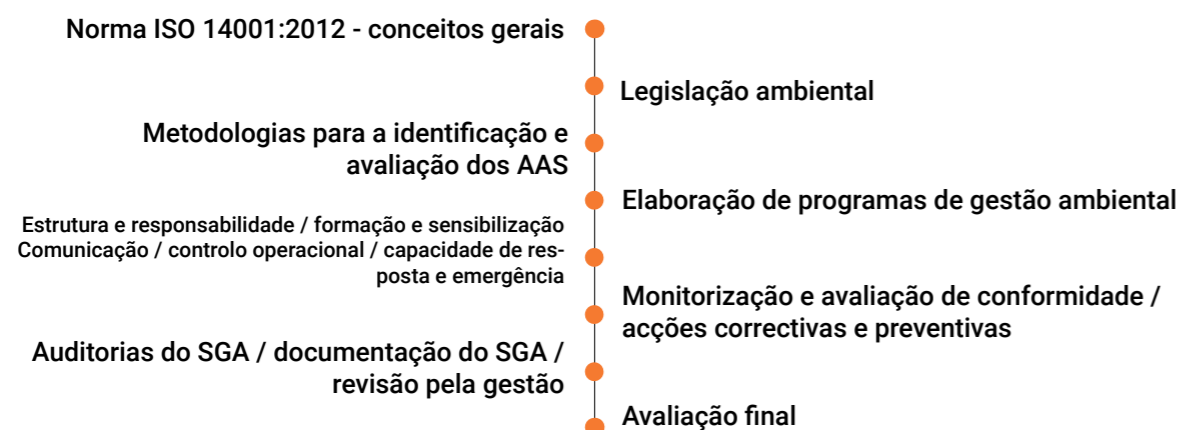 Norma ISO 14001:2012 - conceitos gerais
Legislação ambiental
Metodologias para a identificação e
avaliação dos AAS
Elaboração de programas de gestão ambiental
Estrutura e responsabilidade / formação e sensibilização
Comunicação / controlo operacional / capacidade de res-
posta e emergência
Monitorização e avaliação de conformidade /
acções correctivas e preventivas
Auditorias do SGA / documentação do SGA /
revisão pela gestão
Avaliação final